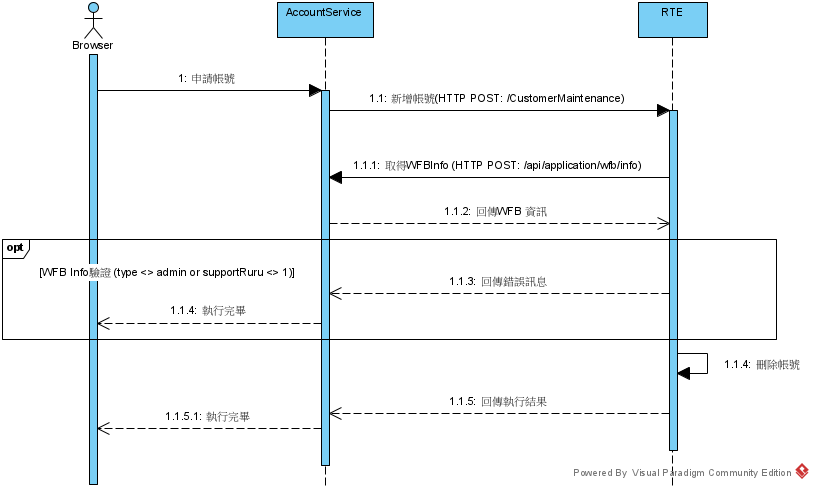 Browser
AccountService
RTE
1: 申請帳號
1.1: 新增帳號(HTTP POST: /CustomerMaintenance)
1.1.1: 取得WFBInfo (HTTP POST: /api/application/wfb/info)
1.1.2: 回傳WFB 資訊
opt
[WFB Info驗證 (type <> admin or supportRuru <> 1)]
1.1.3: 回傳錯誤訊息
1.1.4: 執行完畢
1.1.4: 刪除帳號
1.1.5: 回傳執行結果
1.1.5.1: 執行完畢
Powered By Visual Paradigm Community Edition